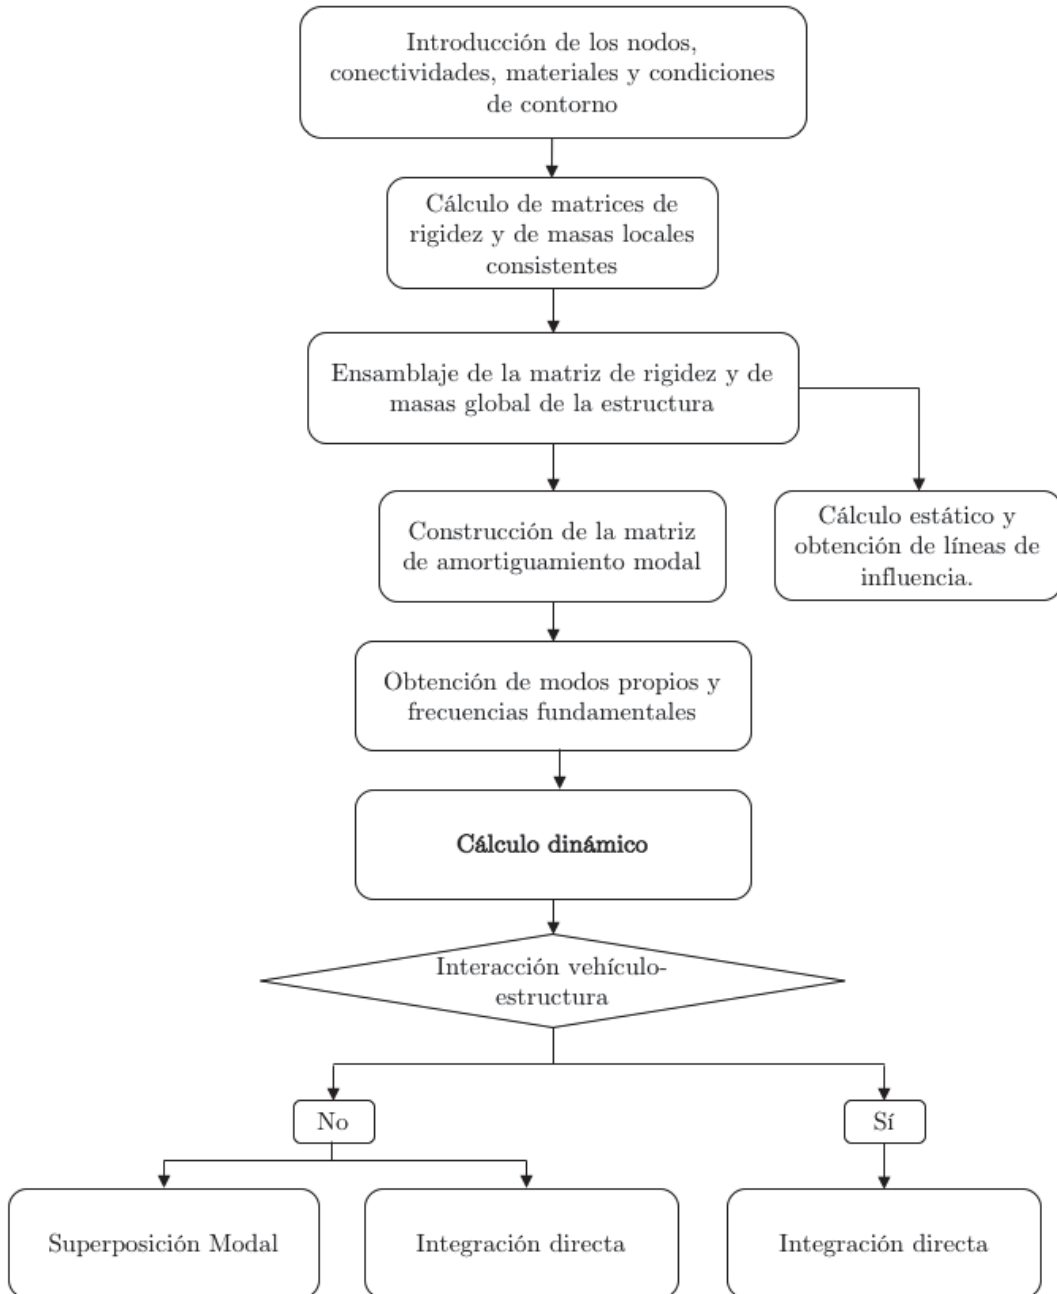 Introducción de los nodos,
conectividades, materiales y condiciones
de contorno
Cálculo de matrices de
rigidez y de masas locales
consistentes
Ensamblaje de la matriz de rigidez y de
masas global de la estructura
Construcción de la matriz
de amortiguamiento modal
Cálculo estático y
obtención de líneas de
influencia.
Obtención de modos propios y
frecuencias fundamentales
Cálculo dinámico
Interacción vehículo-
estructura
No
Sí
Superposición Modal
Integración directa
Integración directa